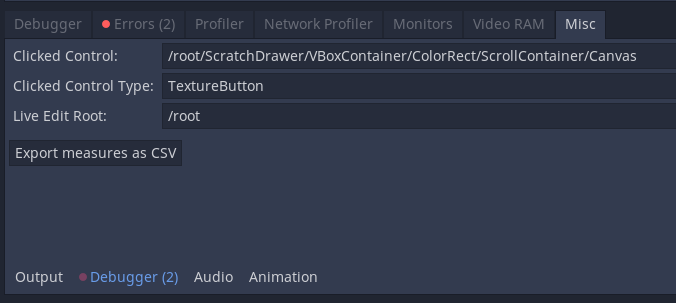 Debugger Errors (2) Profiler Network Profiler Monitors Video RAM Misc
Clicked Control: /root/ScratchDrawer/VBoxContainer/ColorRect/ScrollContainer/Canvas
Clicked Control Type: TextureButton
Live Edit Root: /root
Export measures as CSV
Output Debugger (2) Audio Animation